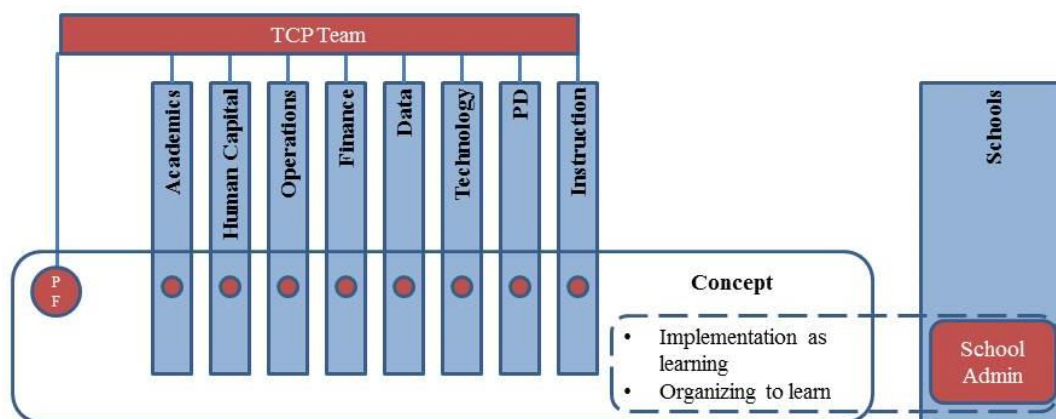 TCP Team
Academics
Human Capital
Operations
Finance
Data
Technology
PD
Instruction
Schools
P
F
Concept
• Implementation as
learning
• Organizing to learn
School
Admin